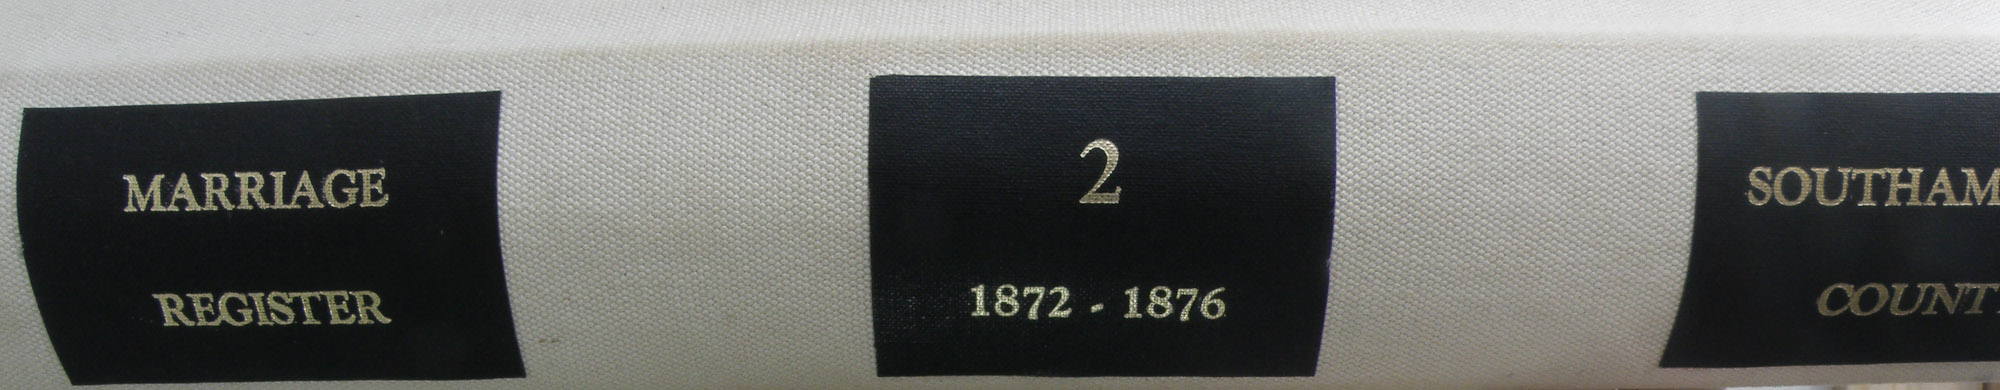 MARRIAGE
REGISTER
2
1872 - 1876
SOUTHAM
COUNT